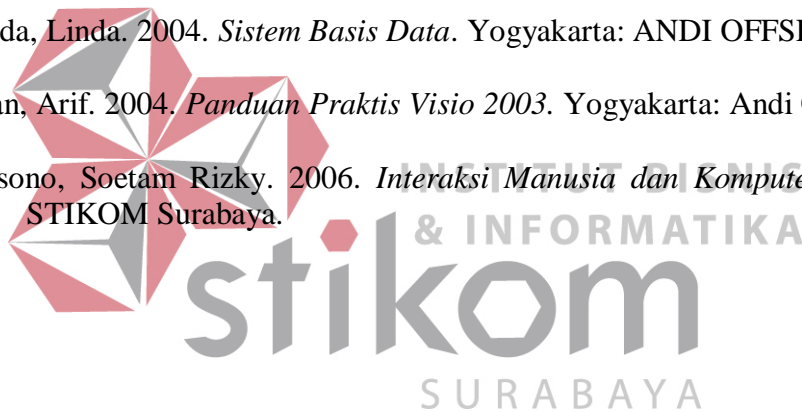 da, Linda. 2004. Sistem Basis Data. Yogyakarta: ANDI OFFSE
an, Arif. 2004. Panduan Praktis Visio 2003. Yogyakarta: Andi
sono, Soetam Rizky. 2006. Interaksi Manusia dan Kompute
STIKOM Surabaya.
INSTITUT BISNIS
& INFORMATIKA
stikom
SURABAYA